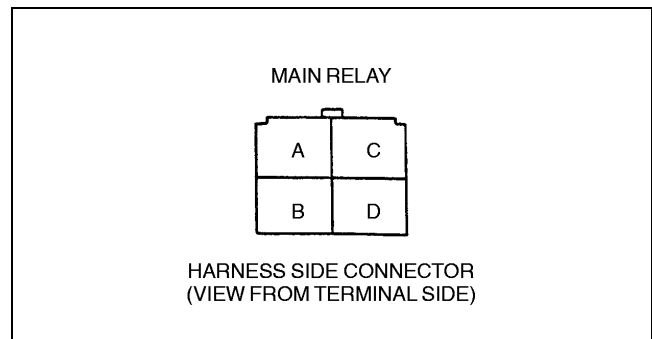 MAIN RELAY
A C
B D
HARNESS SIDE CONNECTOR
(VIEW FROM TERMINAL SIDE)